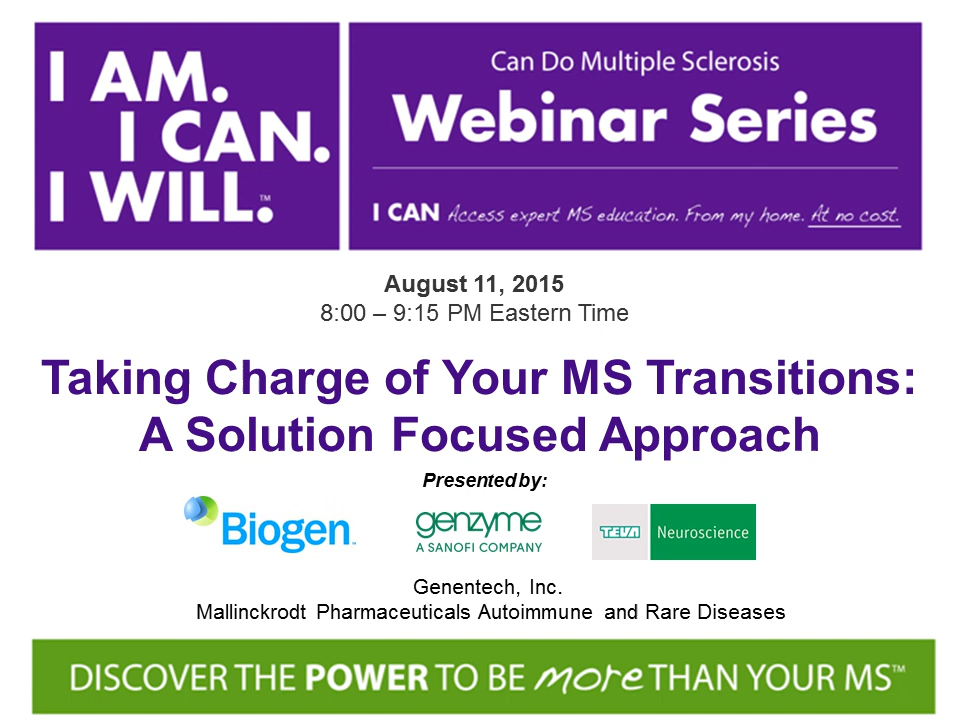 I AM.
I CAN.
I WILL.™
Can Do Multiple Sclerosis
Webinar Series
I CAN Access expert MS education. From my home. At no cost.
August 11, 2015
8:00 – 9:15 PM Eastern Time
Taking Charge of Your MS Transitions:
A Solution Focused Approach
Presented by:
Biogen™
genzyme
A SANOFI COMPANY
TEVA Neuroscience
Genentech, Inc.
Mallinckrodt Pharmaceuticals Autoimmune and Rare Diseases
DISCOVER THE POWER TO BE more THAN YOUR MS™